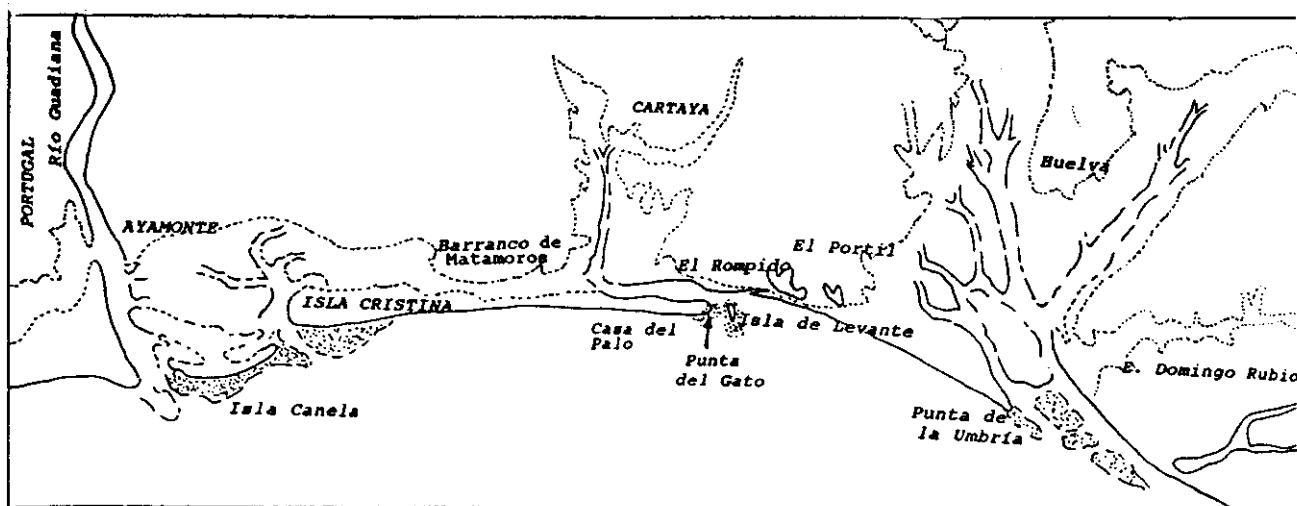 PORTUGAL
Río Guadiana
AYAMONTE
ISLA CRISTINA
Isla Canela
Barranco de
Matamoros
CARTAYA
Casa del
Palo
Punta
del Gato
El Rompido
Isla de Levante
El Portil
Huelva
E. Domingo Rubio
Punta de
la Umbría